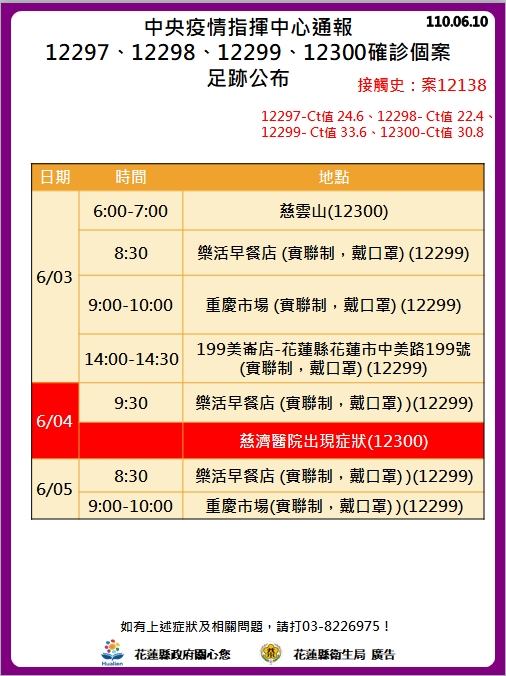 110.06.10
中央疫情指揮中心通報
12297、12298、12299、12300確診個案
足跡公布
接觸史：案12138
12297-Ct值 24.6、12298- Ct值 22.4、
12299- Ct值 33.6、12300-Ct值 30.8
日期 時間 地點
6/03
6:00-7:00 慈雲山(12300)
8:30 樂活早餐店 (實聯制，戴口罩) (12299)
9:00-10:00 重慶市場 (實聯制，戴口罩) (12299)
14:00-14:30 199美崙店-花蓮縣花蓮市中美路199號
(實聯制，戴口罩) (12299)
6/04
9:30 樂活早餐店 (實聯制，戴口罩) )(12299)
慈濟醫院出現症狀(12300)
6/05
8:30 樂活早餐店 (實聯制，戴口罩) )(12299)
9:00-10:00 重慶市場(實聯制，戴口罩) )(12299)
如有上述症狀及相關問題，請打03-8226975！
Hualien 花蓮縣政府關心您 花蓮縣衛生局 廣告